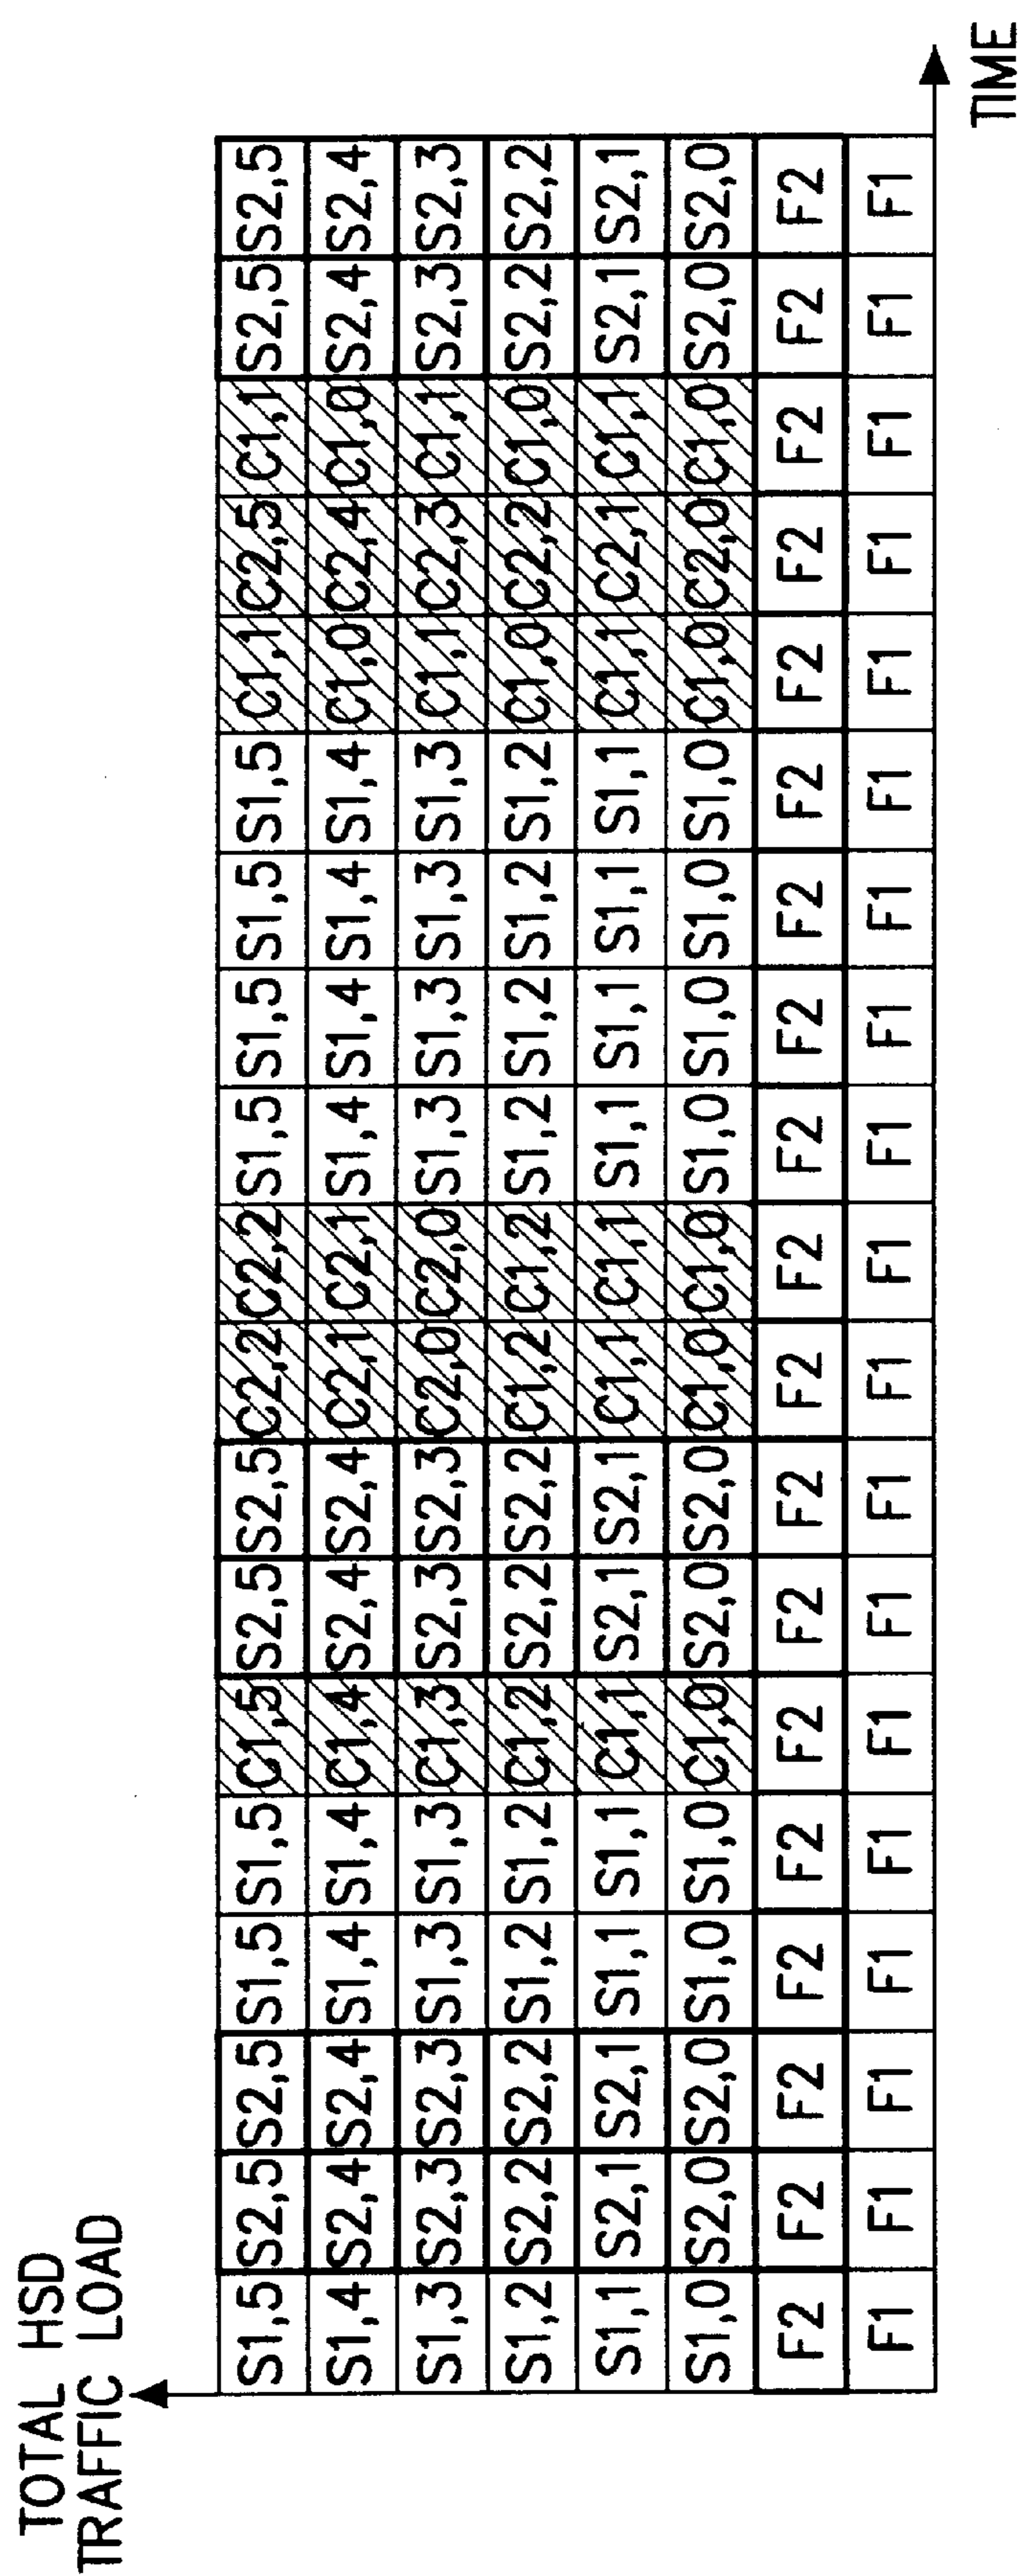 TOTAL HSD
TRAFFIC LOAD
S1,5 S2,5 S2,5 S1,5 S1,5 C1,5 S2,5 S2,5 C2,2 C2,2 S1,5 S1,5 S1,5 S1,5 C1,1 C2,5 C1,1 S2,5 S2,5
S1,4 S2,4 S2,4 S1,4 S1,4 C1,4 S2,4 S2,4 C2,1 C2,1 S1,4 S1,4 S1,4 S1,4 C1,0 C2,4 C1,0 S2,4 S2,4
S1,3 S2,3 S2,3 S1,3 S1,3 C1,3 S2,3 S2,3 C2,0 C2,0 S1,3 S1,3 S1,3 S1,3 C1,1 C2,3 C1,1 S2,3 S2,3
S1,2 S2,2 S2,2 S1,2 S1,2 C1,2 S2,2 S2,2 C1,2 C1,2 S1,2 S1,2 S1,2 S1,2 C1,0 C2,2 C1,0 S2,2 S2,2
S1,1 S2,1 S2,1 S1,1 S1,1 C1,1 S2,1 S2,1 C1,1 C1,1 S1,1 S1,1 S1,1 S1,1 C1,1 C2,1 C1,1 S2,1 S2,1
S1,0 S2,0 S2,0 S1,0 S1,0 C1,0 S2,0 S2,0 C1,0 C1,0 S1,0 S1,0 S1,0 S1,0 C1,0 C2,0 C1,0 S2,0 S2,0
F2 F2 F2 F2 F2 F2 F2 F2 F2 F2 F2 F2 F2 F2 F2 F2 F2 F2 F2
F1 F1 F1 F1 F1 F1 F1 F1 F1 F1 F1 F1 F1 F1 F1 F1 F1 F1 F1
TIME